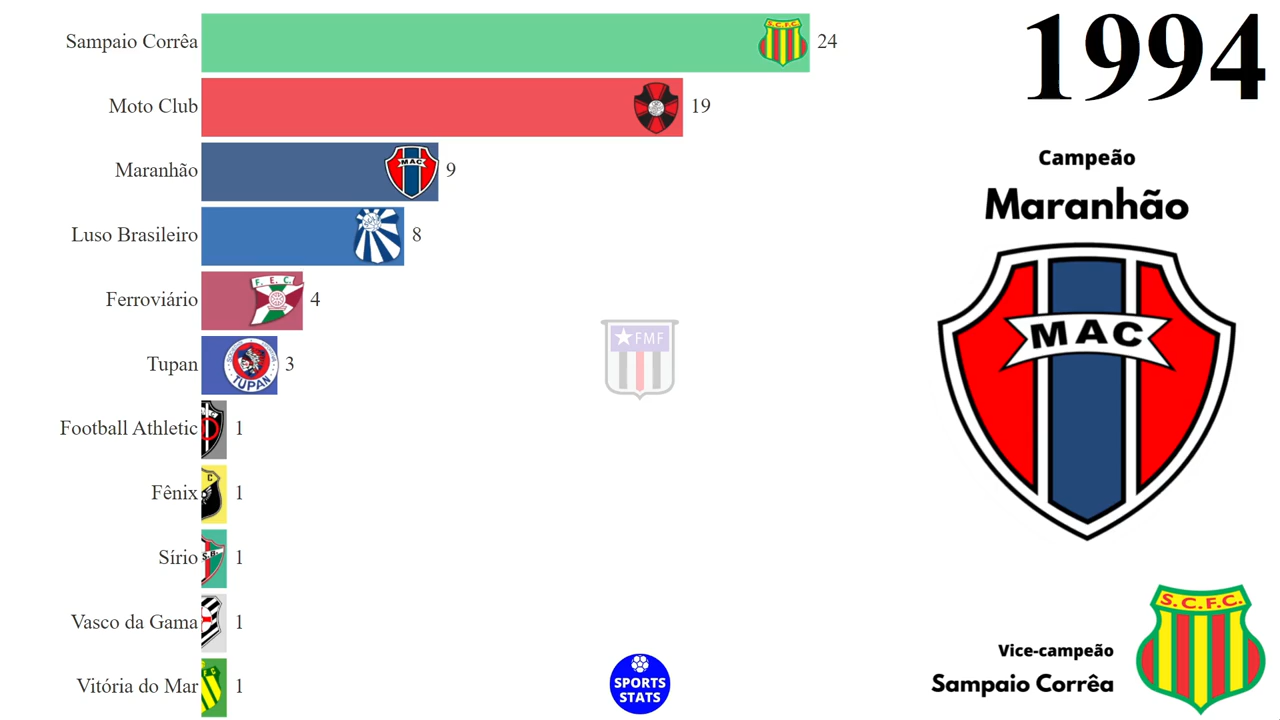 Sampaio Corrêa
S.C.F.C.
24
1994
Moto Club
19
Campeão
Maranhão
Maranhão
MAC
9
MAC
Luso Brasileiro
8
Ferroviário
F. E. C.
4
FMF
Tupan
TUPAN
3
Football Athletic
1
Fênix
C
1
Sírio
S.B.
1
Vasco da Gama
1
S.C.F.C.
Vice-campeão
Sampaio Corrêa
Vitória do Mar
1
SPORTS
STATS